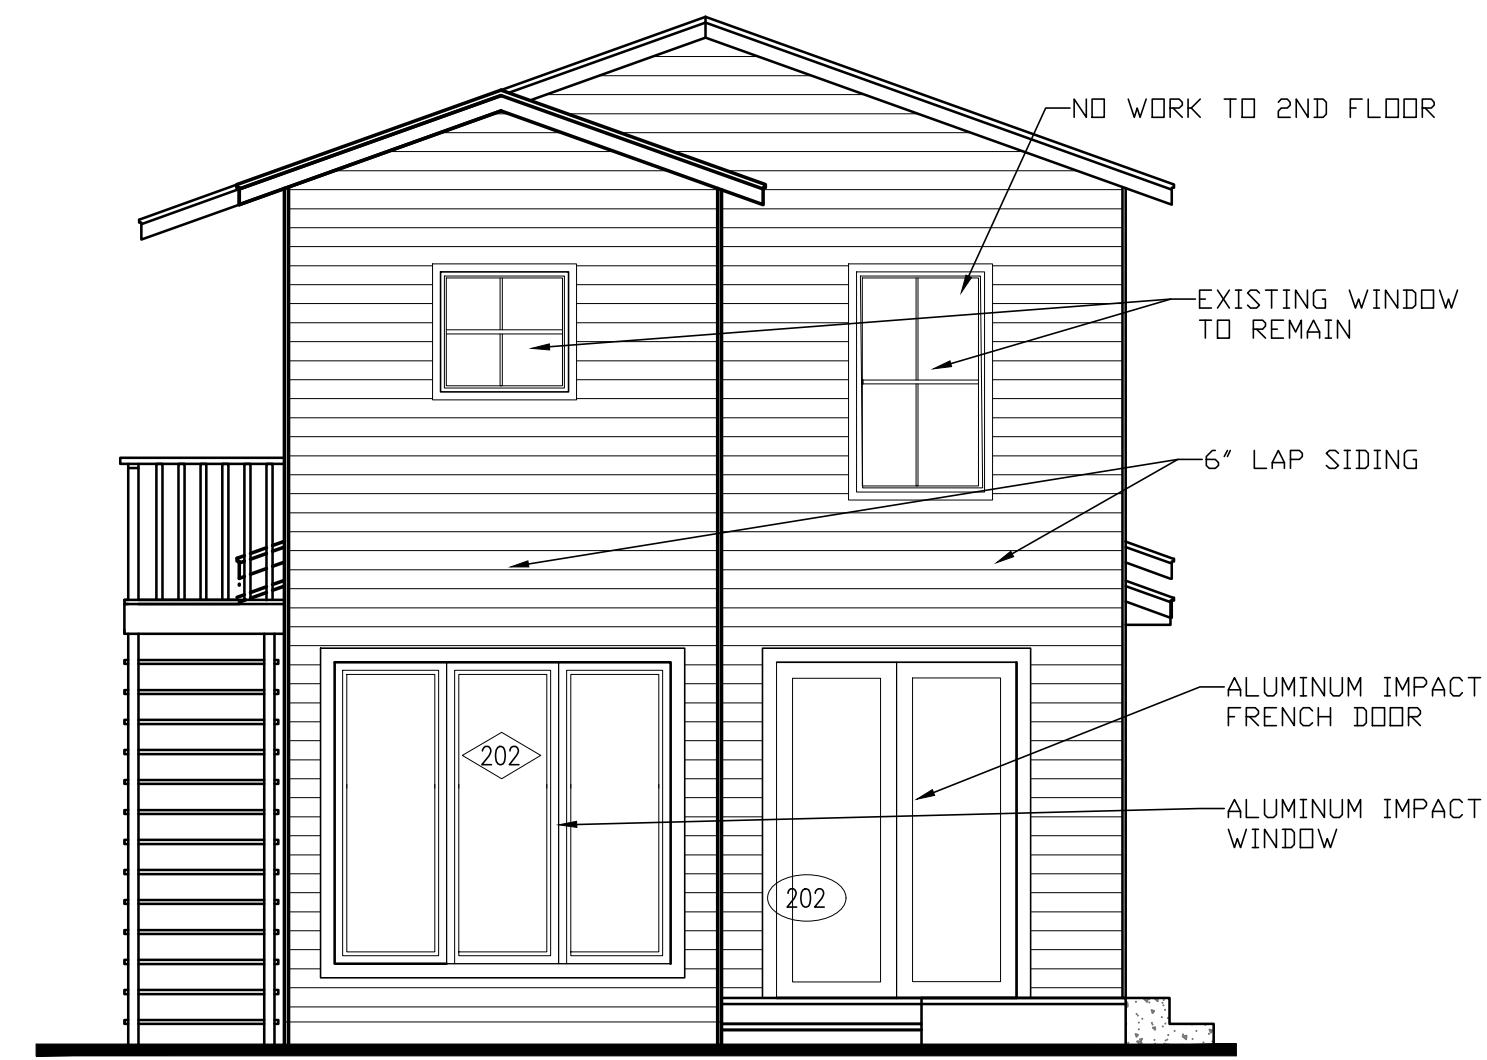 NO WORK TO 2ND FLOOR
EXISTING WINDOW
TO REMAIN
6" LAP SIDING
ALUMINUM IMPACT
FRENCH DOOR
202
ALUMINUM IMPACT
WINDOW
202